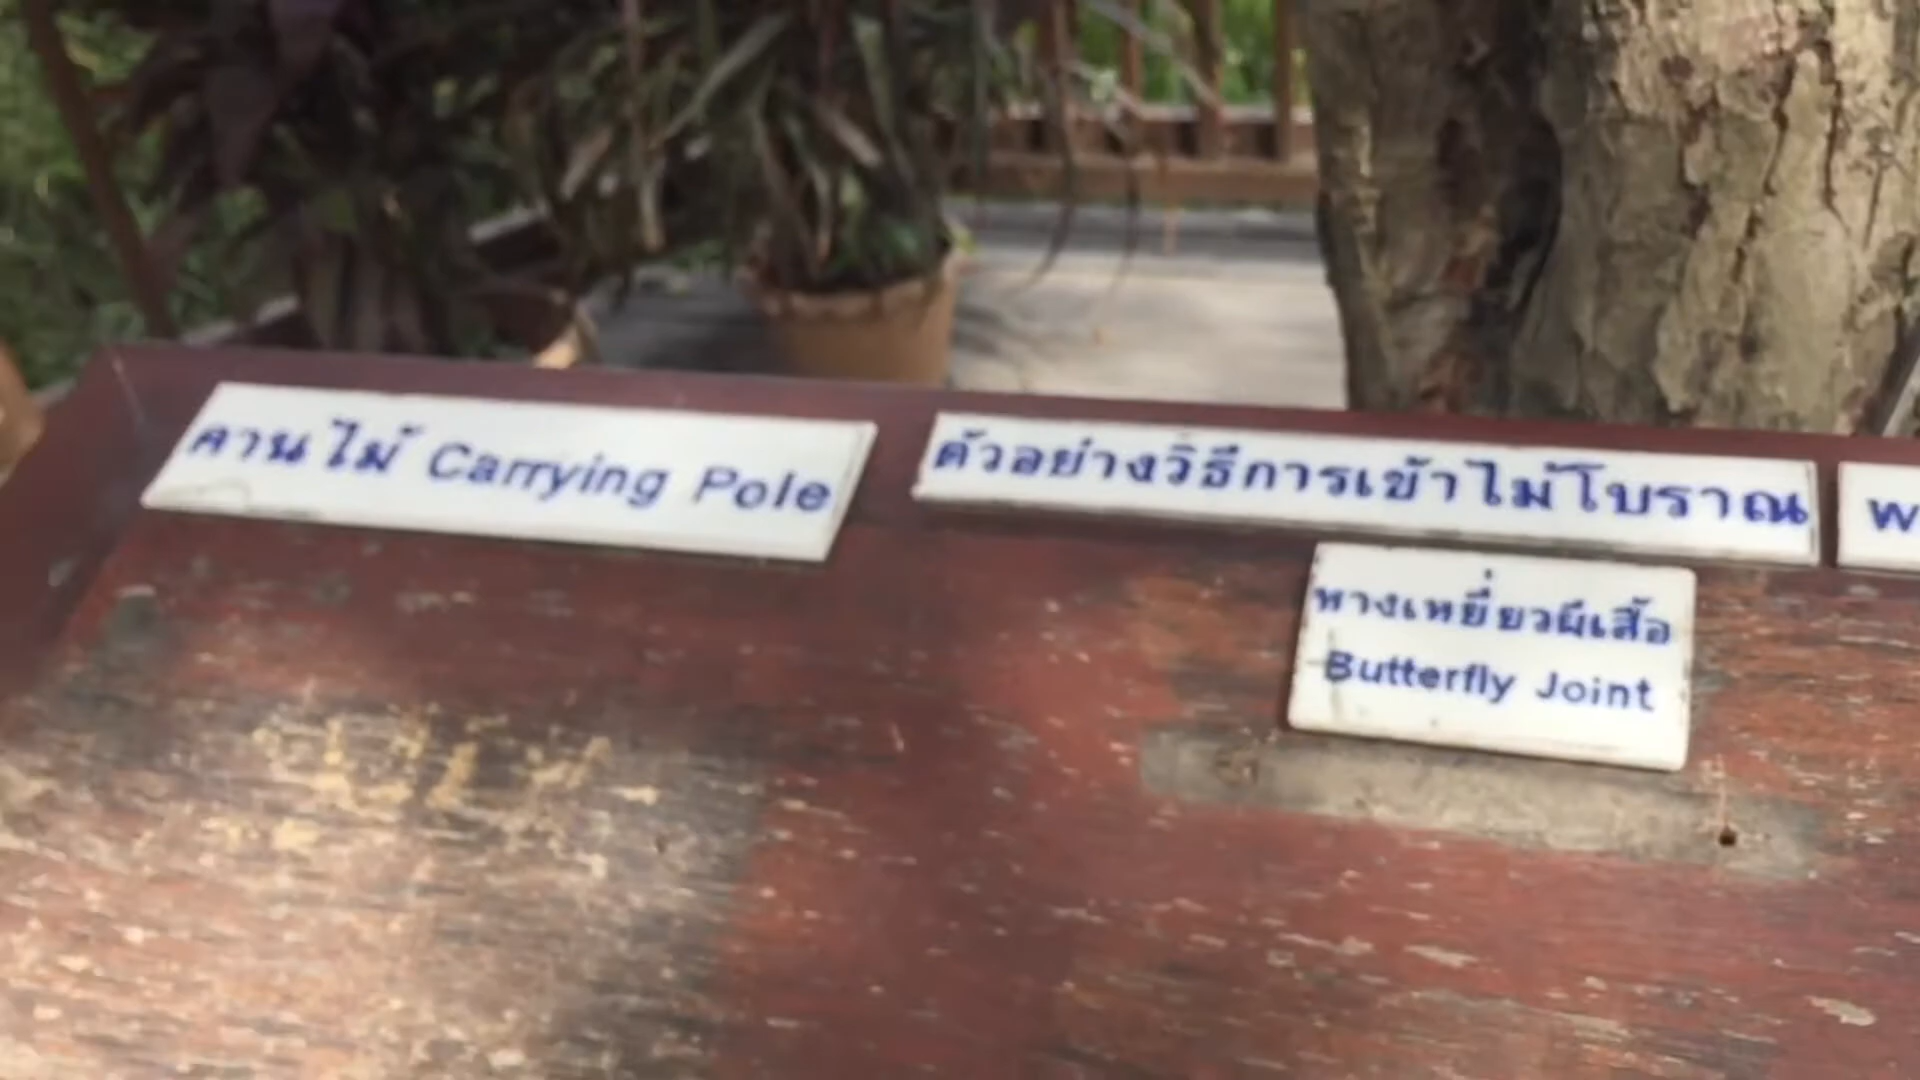 คานไม้ Carrying Pole
ตัวอย่างวิธีการเข้าไม้โบราณ
หางเหยี่ยวผีเสื้อ
Butterfly Joint